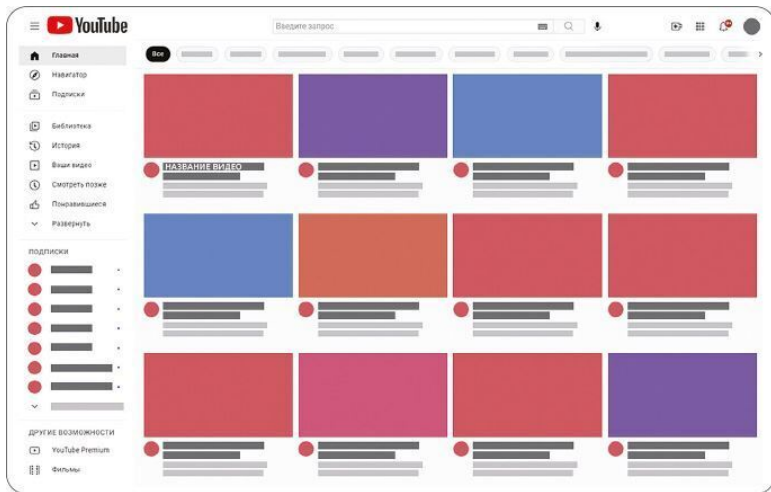 YouTube
Введите запрос
Главная
Навигатор
Подписки
Библиотека
История
Ваши видео
Смотреть позже
Понравившиеся
Развернуть
ПОДПИСКИ
ДРУГИЕ ВОЗМОЖНОСТИ
YouTube Premium
Фильмы
Все
НАЗВАНИЕ ВИДЕО